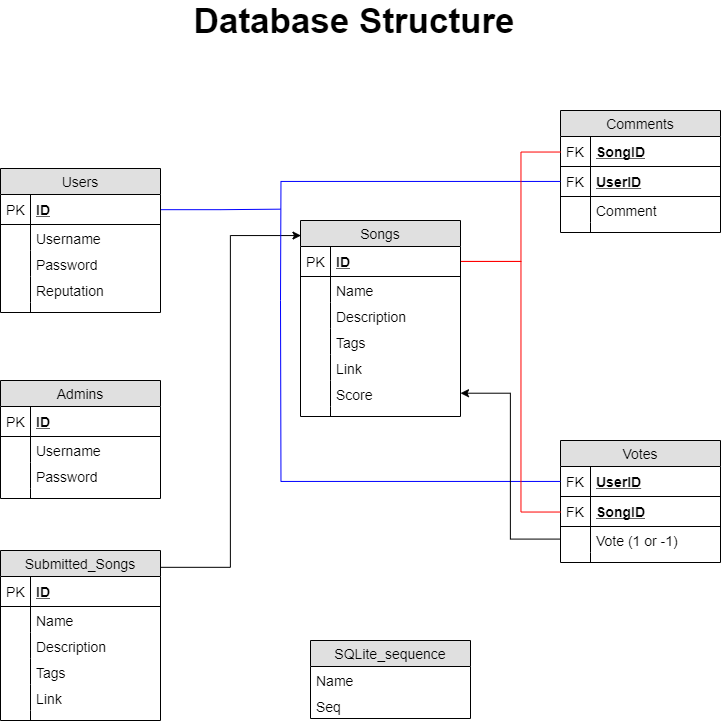 Database Structure
Comments
FK SongID
FK UserID
Comment
Users
PK ID
Username
Password
Reputation
Songs
PK ID
Name
Description
Tags
Link
Score
Admins
PK ID
Username
Password
Votes
FK UserID
FK SongID
Vote (1 or -1)
Submitted_Songs
PK ID
Name
Description
Tags
Link
SQLite_sequence
Name
Seq